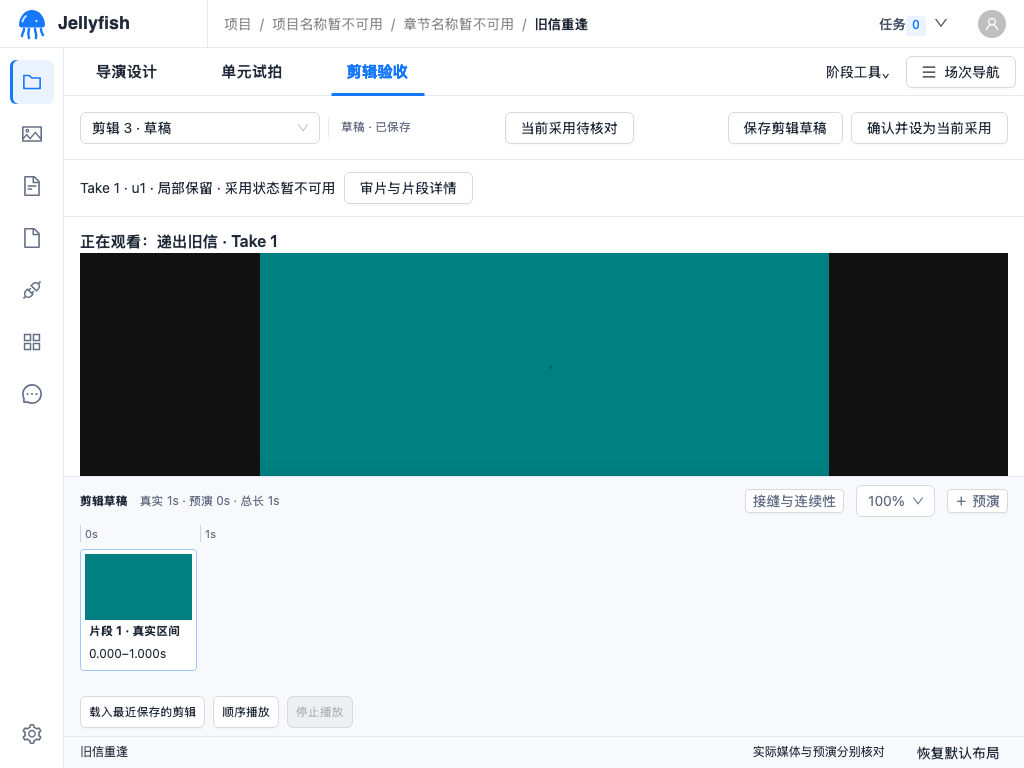 Jellyfish
项目 / 项目名称暂不可用 / 章节名称暂不可用 / 旧信重逢
任务 0
导演设计 单元试拍 剪辑验收
阶段工具 场次导航
剪辑 3 · 草稿
草稿 · 已保存
当前采用待核对
保存剪辑草稿
确认并设为当前采用
Take 1 · u1 · 局部保留 · 采用状态暂不可用
审片与片段详情
正在观看：递出旧信 · Take 1
剪辑草稿 真实 1s · 预演 0s · 总长 1s
接缝与连续性
100%
+ 预演
0s 1s
片段 1 · 真实区间
0.000–1.000s
载入最近保存的剪辑 顺序播放 停止播放
旧信重逢
实际媒体与预演分别核对
恢复默认布局